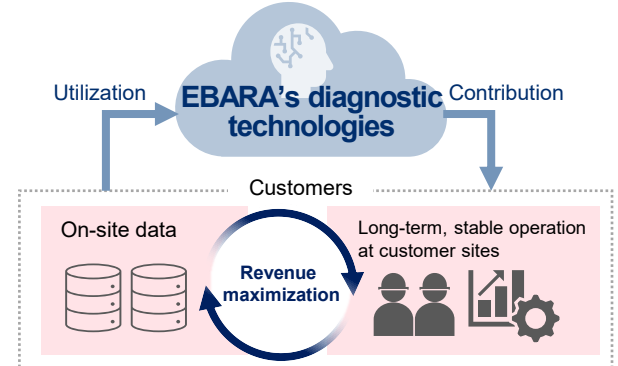 Utilization
EBARA's diagnostic
technologies
Contribution
Customers
On-site data
Revenue
maximization
Long-term, stable operation
at customer sites